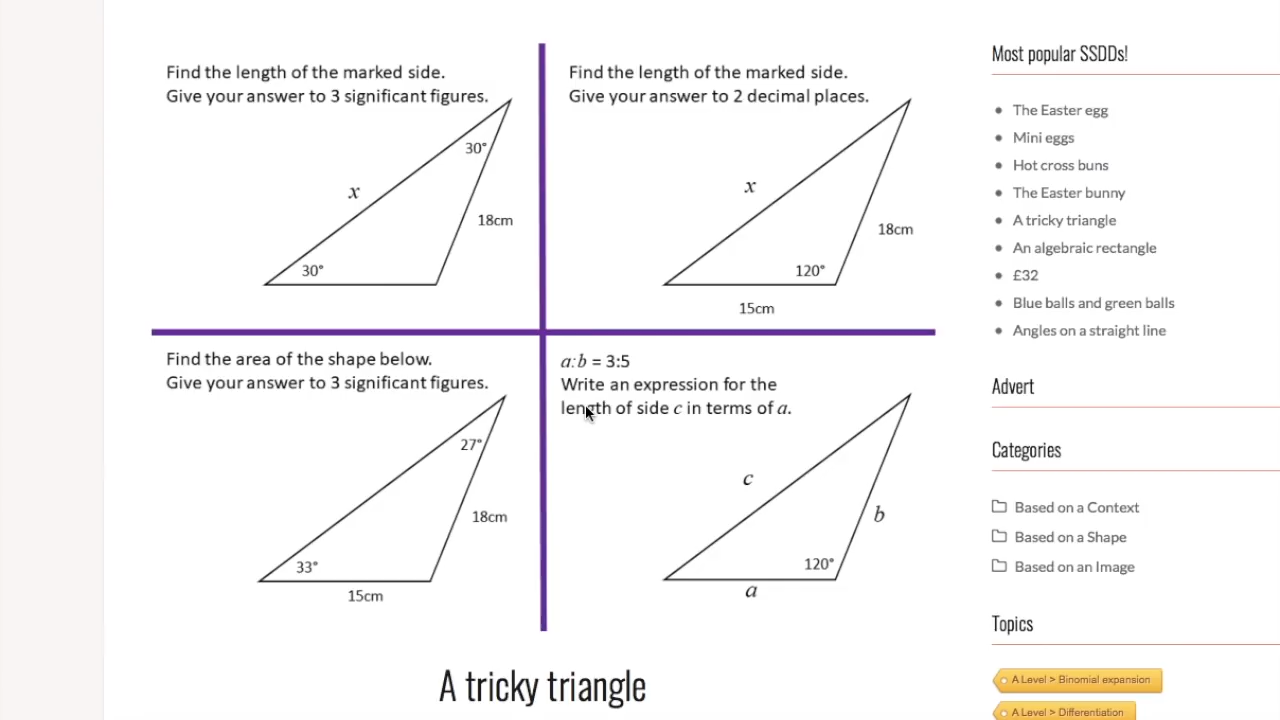 Find the length of the marked side.
Give your answer to 3 significant figures.
30°
x
18cm
30°
Find the length of the marked side.
Give your answer to 2 decimal places.
x
18cm
120°
15cm
Find the area of the shape below.
Give your answer to 3 significant figures.
27°
18cm
33°
15cm
a:b = 3:5
Write an expression for the
length of side c in terms of a.
c
b
120°
a
A tricky triangle
Most popular SSDDs!
The Easter egg
Mini eggs
Hot cross buns
The Easter bunny
A tricky triangle
An algebraic rectangle
£32
Blue balls and green balls
Angles on a straight line
Advert
Categories
Based on a Context
Based on a Shape
Based on an Image
Topics
A Level > Binomial expansion
A Level > Differentiation